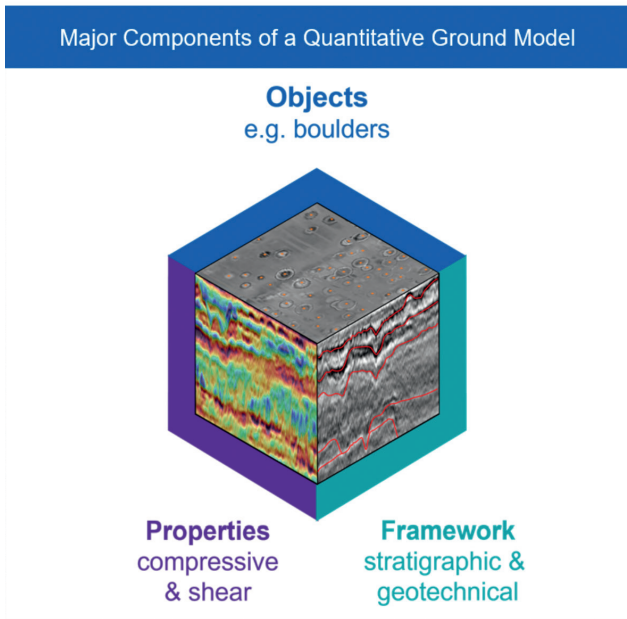 Major Components of a Quantitative Ground Model
Objects
e.g. boulders
Properties
compressive
& shear
Framework
stratigraphic &
geotechnical